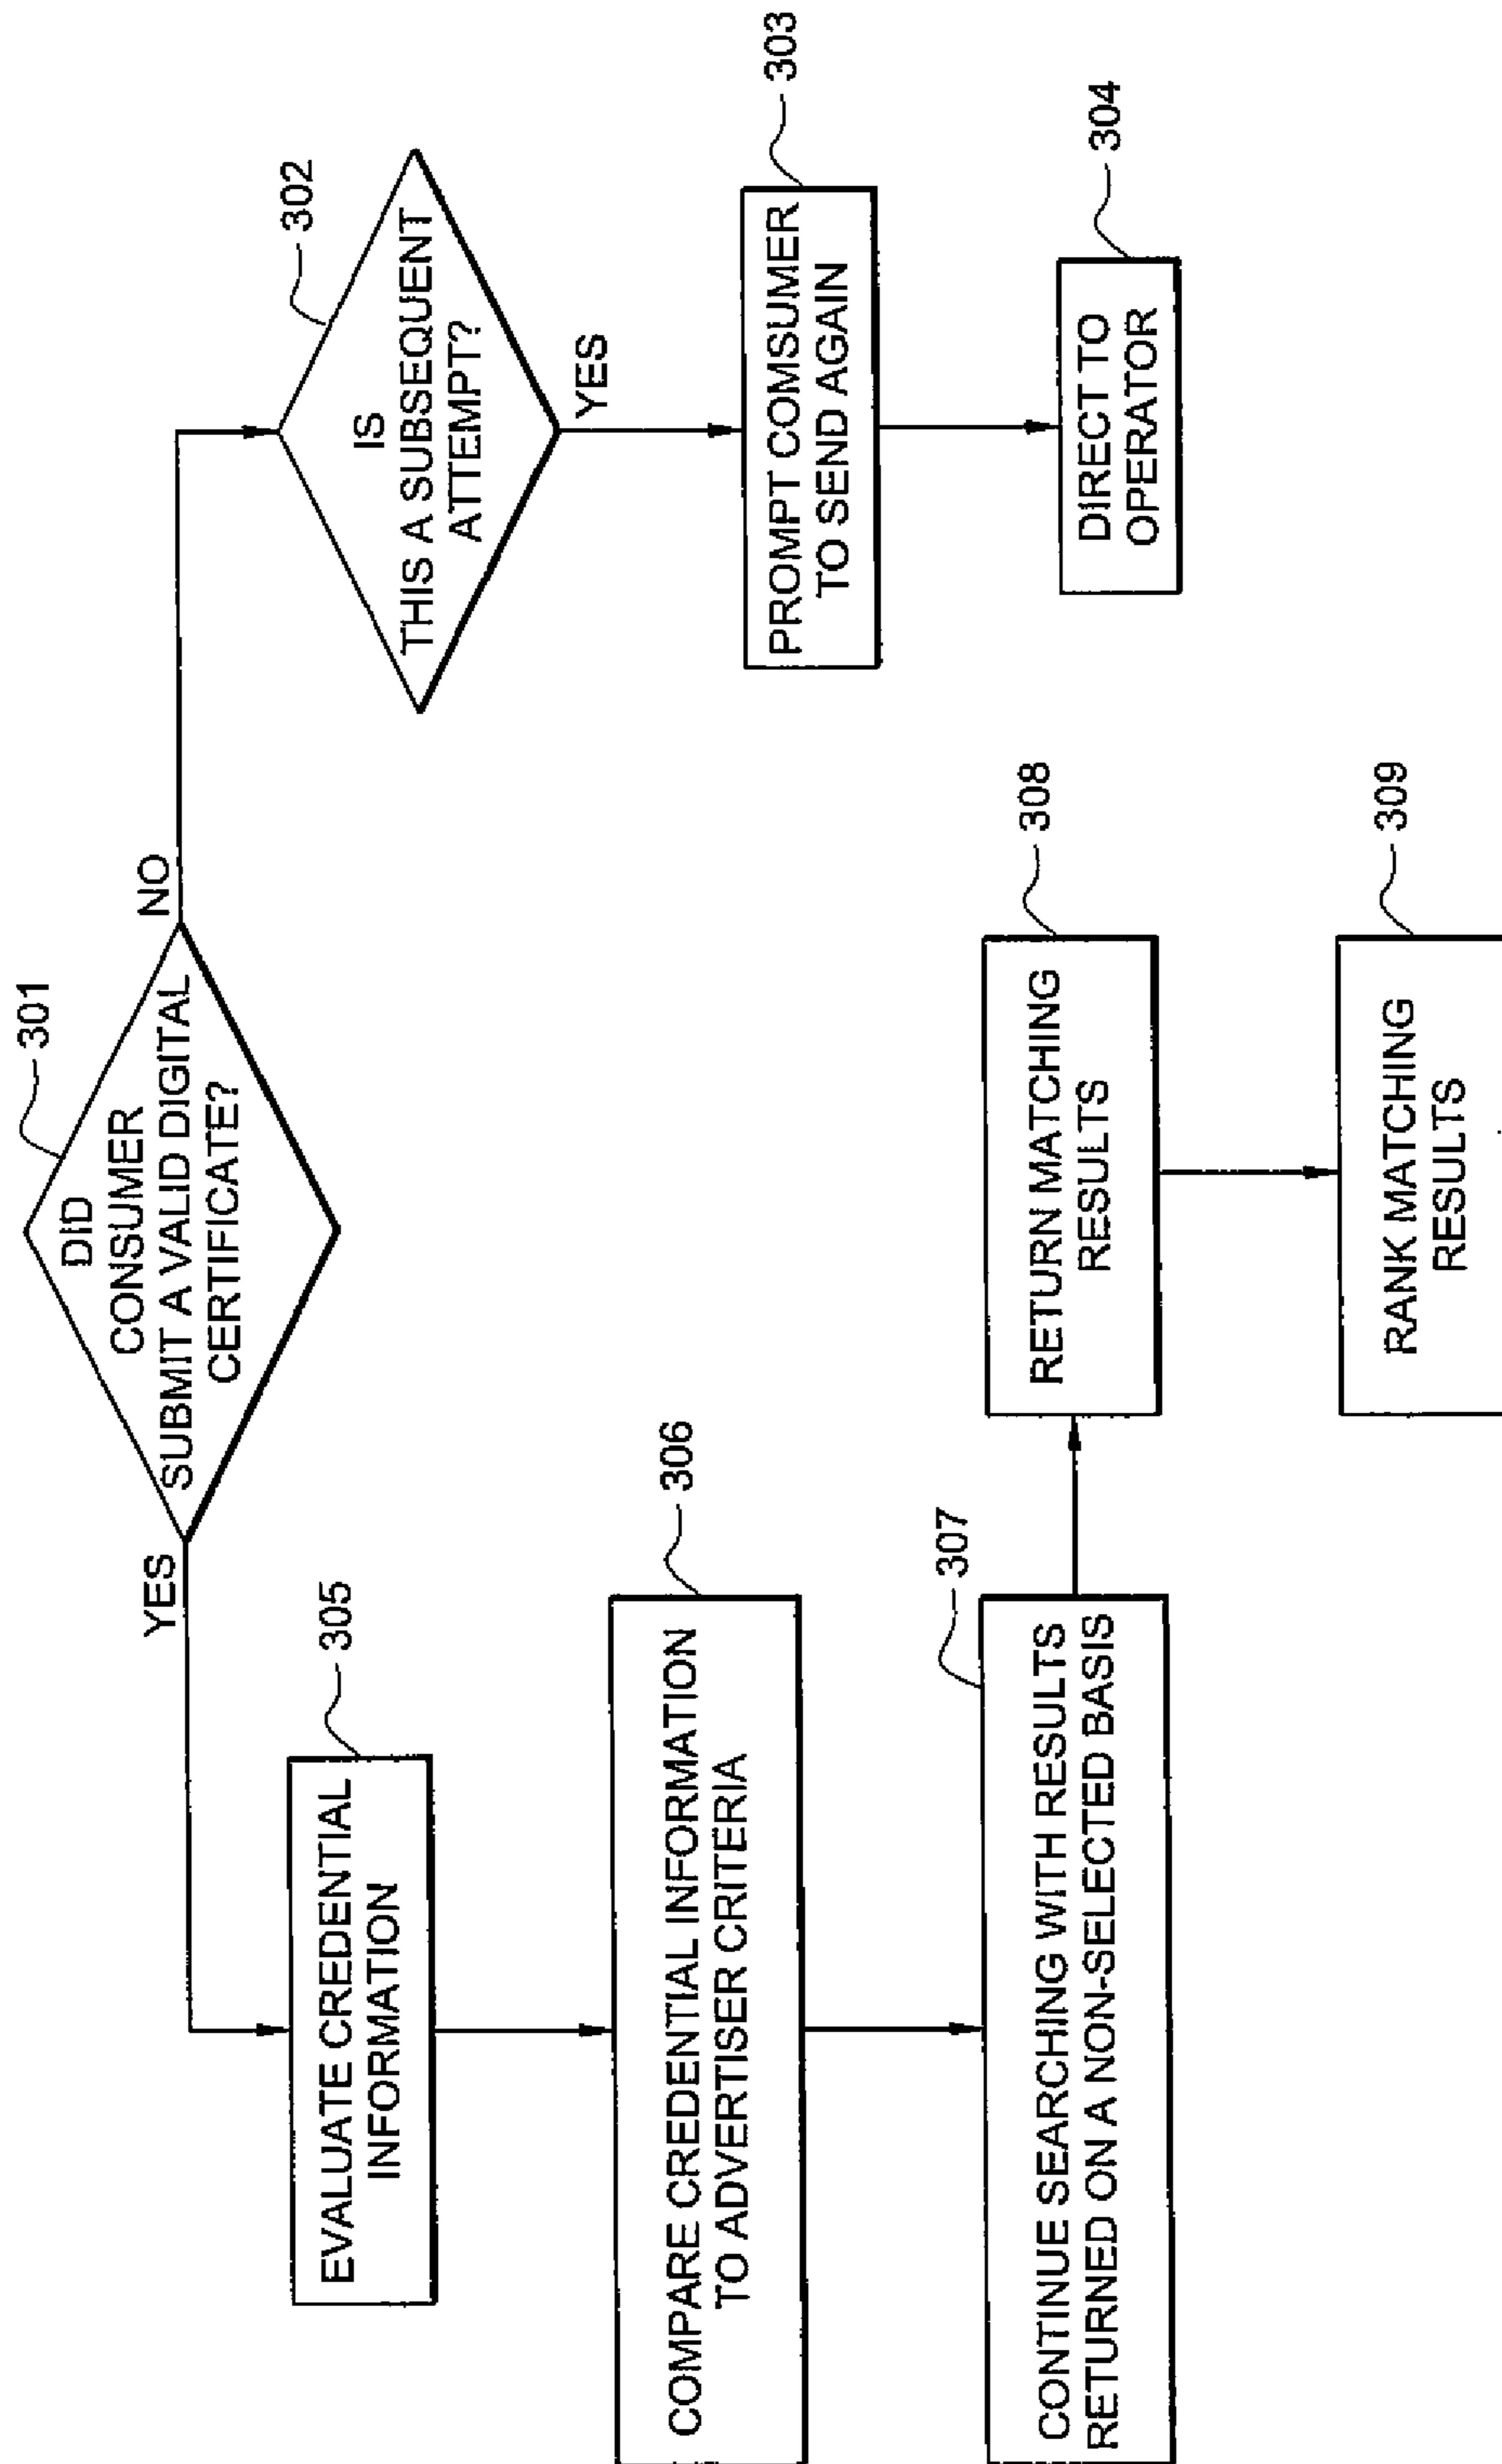 301
DID
CONSUMER
SUBMIT A VALID DIGITAL
CERTIFICATE?
YES
NO
302
IS
THIS A SUBSEQUENT
ATTEMPT?
YES
303
PROMPT COMSUMER
TO SEND AGAIN
304
DIRECT TO
OPERATOR
305
EVALUATE CREDENTIAL
INFORMATION
306
COMPARE CREDENTIAL INFORMATION
TO ADVERTISER CRITERIA
307
CONTINUE SEARCHING WITH RESULTS
RETURNED ON A NON-SELECTED BASIS
308
RETURN MATCHING
RESULTS
309
RANK MATCHING
RESULTS